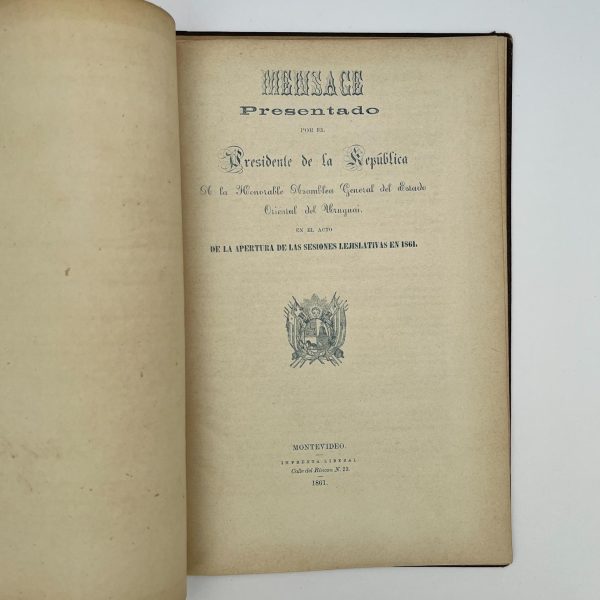 MENSAGE
Presentado
POR EL
Presidente de la República
A la Honorable Asamblea General del Estado
Oriental del Uruguai.
EN EL ACTO
DE LA APERTURA DE LAS SESIONES LEJISLATIVAS EN 1861.
MONTEVIDEO.
IMPRENTA LIBERAL
Calle del Rincon N. 23.
1861.